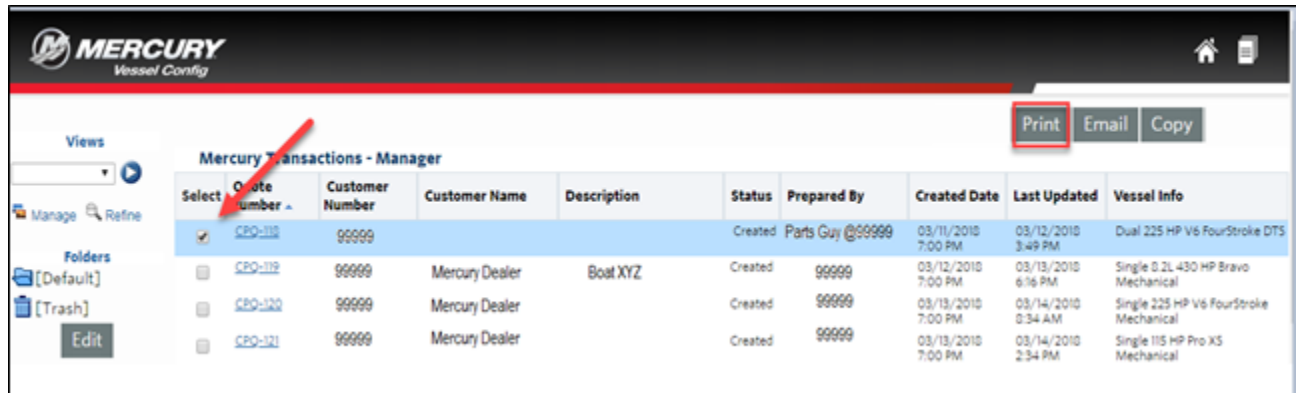 MERCURY
Vessel Config
Print Email Copy
Views
Mercury Transactions - Manager
Select Quote Number Customer Number Customer Name Description Status Prepared By Created Date Last Updated Vessel Info
Manage Refine
CPQ-118 99999 Created Parts Guy @99999 03/11/2018 7:00 PM 03/12/2018 3:49 PM Dual 225 HP V6 FourStroke DTS
Folders
[Default]
CPQ-119 99999 Mercury Dealer Boat XYZ Created 99999 03/12/2018 7:00 PM 03/13/2018 6:16 PM Single 8.2L 430 HP Bravo Mechanical
[Trash]
CPQ-120 99999 Mercury Dealer Created 99999 03/13/2018 7:00 PM 03/14/2018 8:34 AM Single 225 HP V6 FourStroke Mechanical
Edit
CPQ-121 99999 Mercury Dealer Created 99999 03/13/2018 7:00 PM 03/14/2018 2:34 PM Single 115 HP Pro XS Mechanical